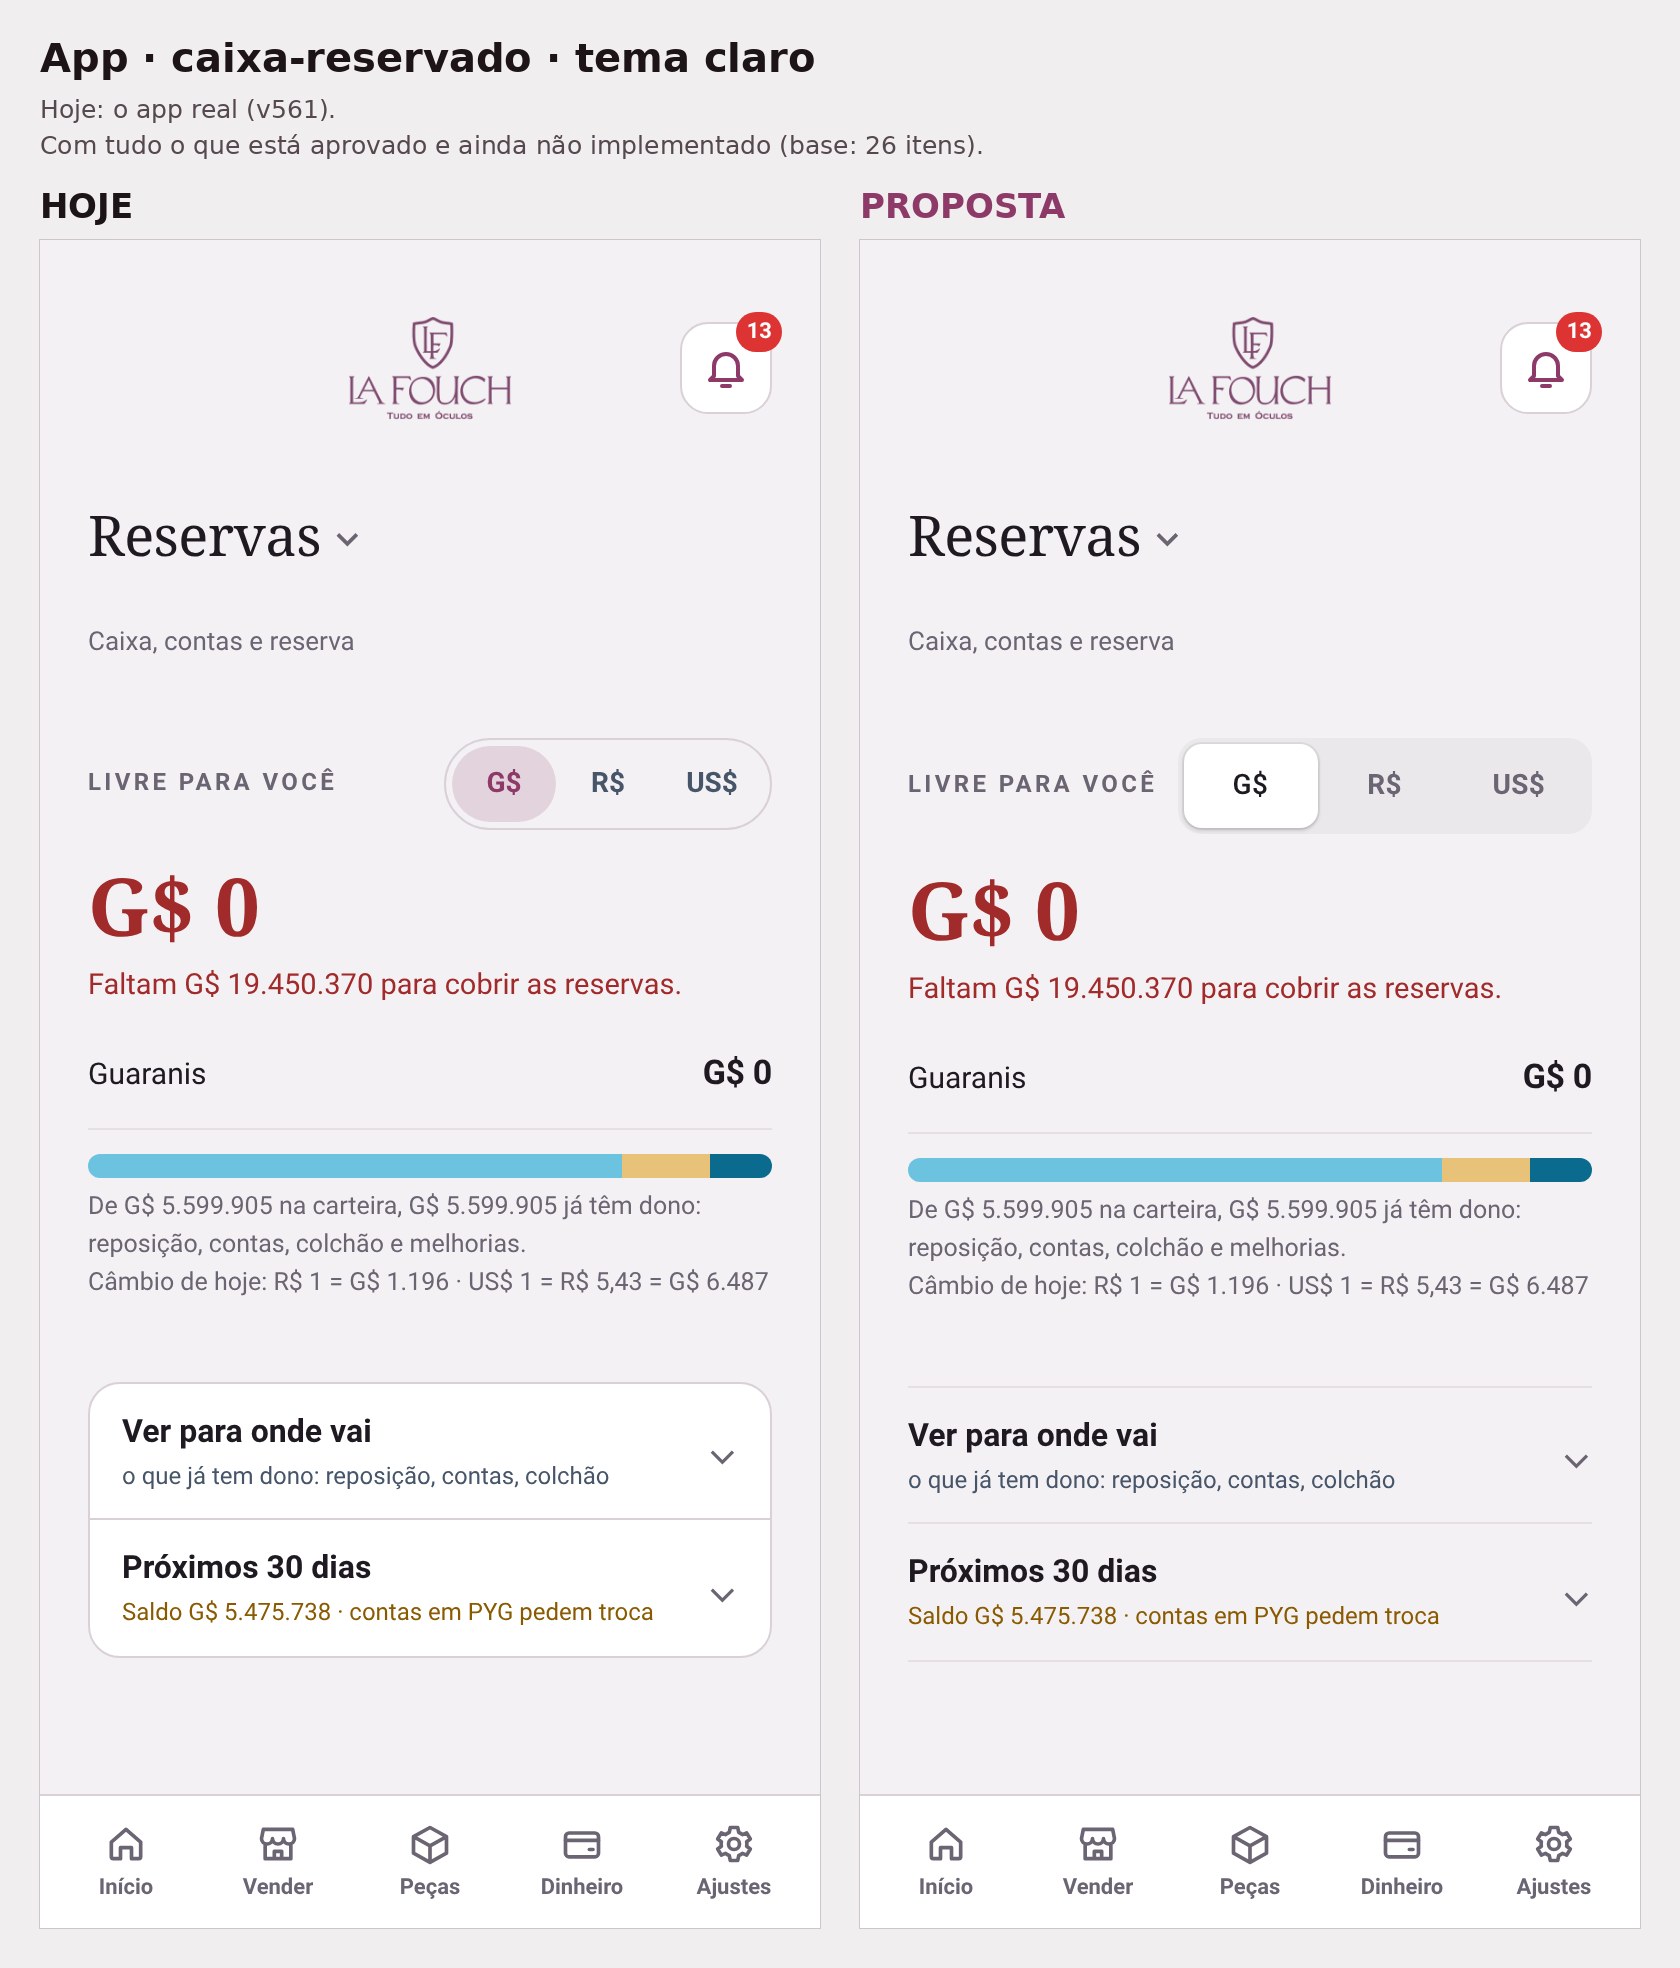 App · caixa-reservado · tema claro
Hoje: o app real (v561).
Com tudo o que está aprovado e ainda não implementado (base: 26 itens).
HOJE
LF
LA FOUCH
TUDO EM ÓCULOS
13
Reservas
Caixa, contas e reserva
LIVRE PARA VOCÊ
G$ R$ US$
G$ 0
Faltam G$ 19.450.370 para cobrir as reservas.
Guaranis G$ 0
De G$ 5.599.905 na carteira, G$ 5.599.905 já têm dono:
reposição, contas, colchão e melhorias.
Câmbio de hoje: R$ 1 = G$ 1.196 · US$ 1 = R$ 5,43 = G$ 6.487
Ver para onde vai
o que já tem dono: reposição, contas, colchão
Próximos 30 dias
Saldo G$ 5.475.738 · contas em PYG pedem troca
Início Vender Peças Dinheiro Ajustes
PROPOSTA
LF
LA FOUCH
TUDO EM ÓCULOS
13
Reservas
Caixa, contas e reserva
LIVRE PARA VOCÊ
G$ R$ US$
G$ 0
Faltam G$ 19.450.370 para cobrir as reservas.
Guaranis G$ 0
De G$ 5.599.905 na carteira, G$ 5.599.905 já têm dono:
reposição, contas, colchão e melhorias.
Câmbio de hoje: R$ 1 = G$ 1.196 · US$ 1 = R$ 5,43 = G$ 6.487
Ver para onde vai
o que já tem dono: reposição, contas, colchão
Próximos 30 dias
Saldo G$ 5.475.738 · contas em PYG pedem troca
Início Vender Peças Dinheiro Ajustes